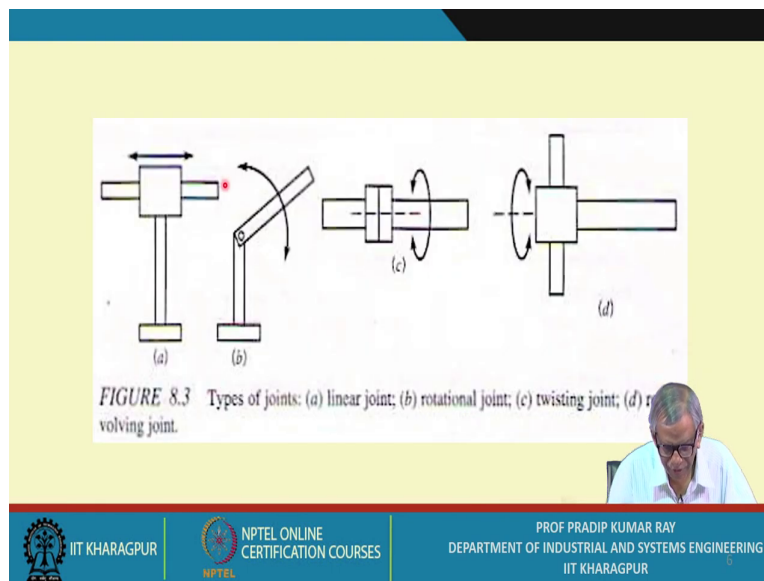 (a)
(b)
(c)
(d)
FIGURE 8.3 Types of joints: (a) linear joint; (b) rotational joint; (c) twisting joint; (d)
volving joint.
IIT KHARAGPUR
NPTEL
NPTEL ONLINE
CERTIFICATION COURSES
PROF PRADIP KUMAR RAY
DEPARTMENT OF INDUSTRIAL AND SYSTEMS ENGINEERING
IIT KHARAGPUR
6